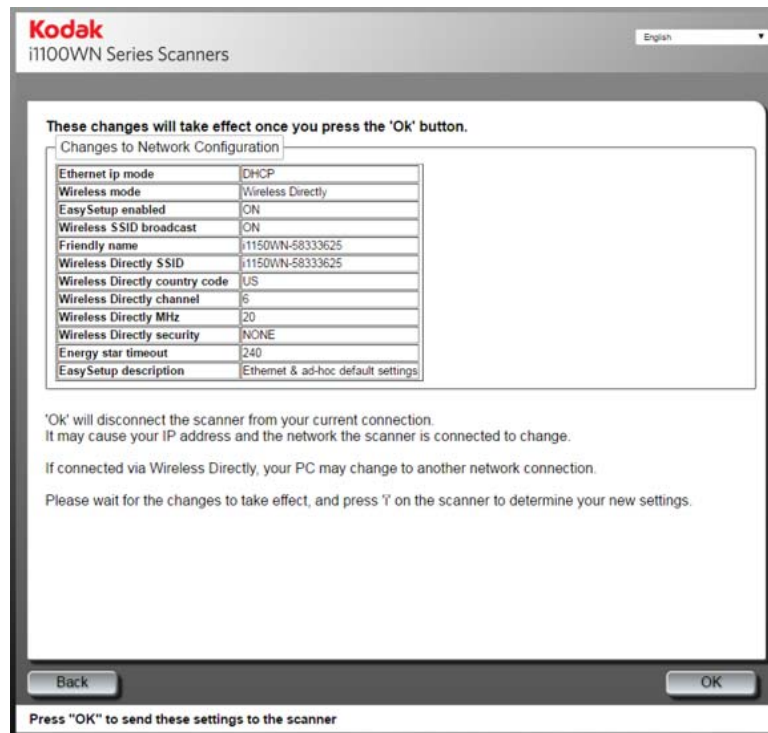 Kodak
i1100WN Series Scanners
English
These changes will take effect once you press the 'Ok' button.
Changes to Network Configuration
Ethernet ip mode DHCP
Wireless mode Wireless Directly
EasySetup enabled ON
Wireless SSID broadcast ON
Friendly name i1150WN-58333625
Wireless Directly SSID i1150WN-58333625
Wireless Directly country code US
Wireless Directly channel 6
Wireless Directly MHz 20
Wireless Directly security NONE
Energy star timeout 240
EasySetup description Ethernet & ad-hoc default settings
'Ok' will disconnect the scanner from your current connection.
It may cause your IP address and the network the scanner is connected to change.
If connected via Wireless Directly, your PC may change to another network connection.
Please wait for the changes to take effect, and press 'i' on the scanner to determine your new settings.
Back
OK
Press "OK" to send these settings to the scanner